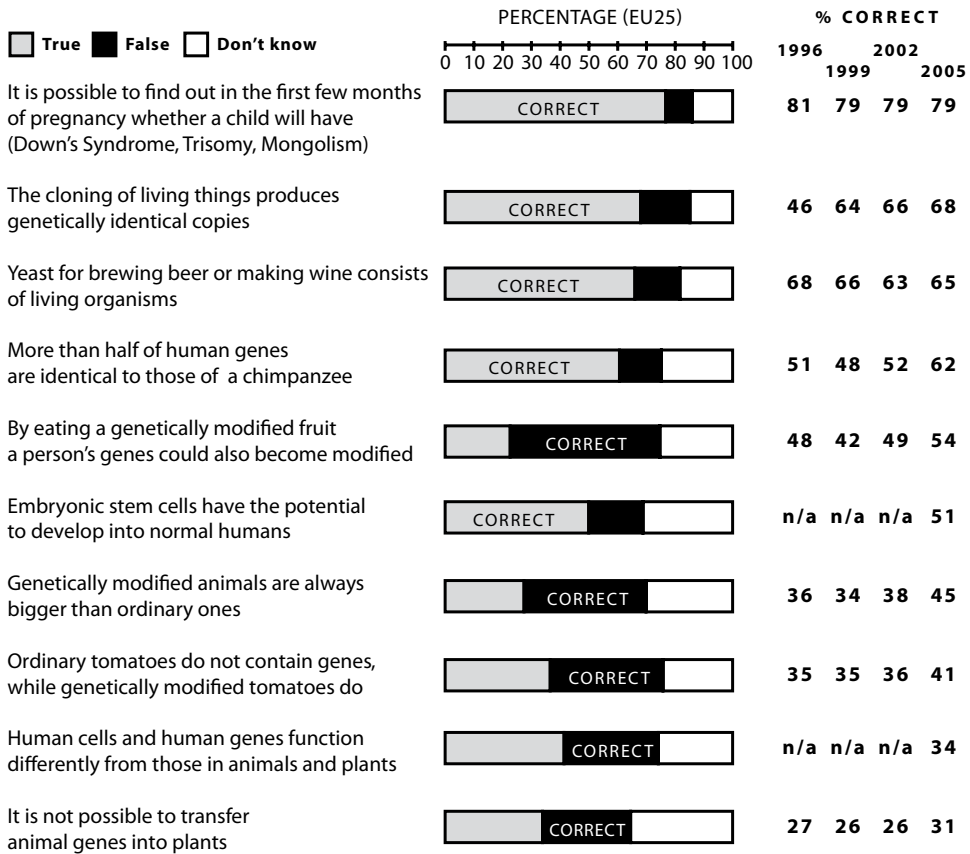 PERCENTAGE (EU25)
% CORRECT
True False Don't know
0 10 20 30 40 50 60 70 80 90 100
1996 2002
1999 2005
It is possible to find out in the first few months
of pregnancy whether a child will have
(Down's Syndrome, Trisomy, Mongolism)
CORRECT
81 79 79 79
The cloning of living things produces
genetically identical copies
CORRECT
46 64 66 68
Yeast for brewing beer or making wine consists
of living organisms
CORRECT
68 66 63 65
More than half of human genes
are identical to those of a chimpanzee
CORRECT
51 48 52 62
By eating a genetically modified fruit
a person's genes could also become modified
CORRECT
48 42 49 54
Embryonic stem cells have the potential
to develop into normal humans
CORRECT
n/a n/a n/a 51
Genetically modified animals are always
bigger than ordinary ones
CORRECT
36 34 38 45
Ordinary tomatoes do not contain genes,
while genetically modified tomatoes do
CORRECT
35 35 36 41
Human cells and human genes function
differently from those in animals and plants
CORRECT
n/a n/a n/a 34
It is not possible to transfer
animal genes into plants
CORRECT
27 26 26 31